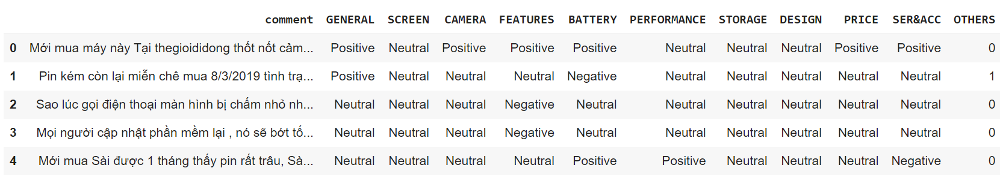 comment GENERAL SCREEN CAMERA FEATURES BATTERY PERFORMANCE STORAGE DESIGN PRICE SER&ACC OTHERS
0 Mới mua máy này Tại thegioididong thốt nốt cảm... Positive Neutral Positive Positive Positive Neutral Neutral Neutral Positive Positive 0
1 Pin kém còn lại miễn chê mua 8/3/2019 tình trạ... Positive Neutral Neutral Neutral Negative Neutral Neutral Neutral Neutral Neutral 1
2 Sao lúc gọi điện thoại màn hình bị chấm nhỏ nh... Neutral Neutral Neutral Negative Neutral Neutral Neutral Neutral Neutral Neutral 0
3 Mọi người cập nhật phần mềm lại , nó sẽ bớt tố... Neutral Neutral Neutral Negative Neutral Neutral Neutral Neutral Neutral Neutral 0
4 Mới mua Sài được 1 tháng thấy pin rất trâu, Sà... Neutral Neutral Neutral Neutral Positive Positive Neutral Neutral Neutral Negative 0